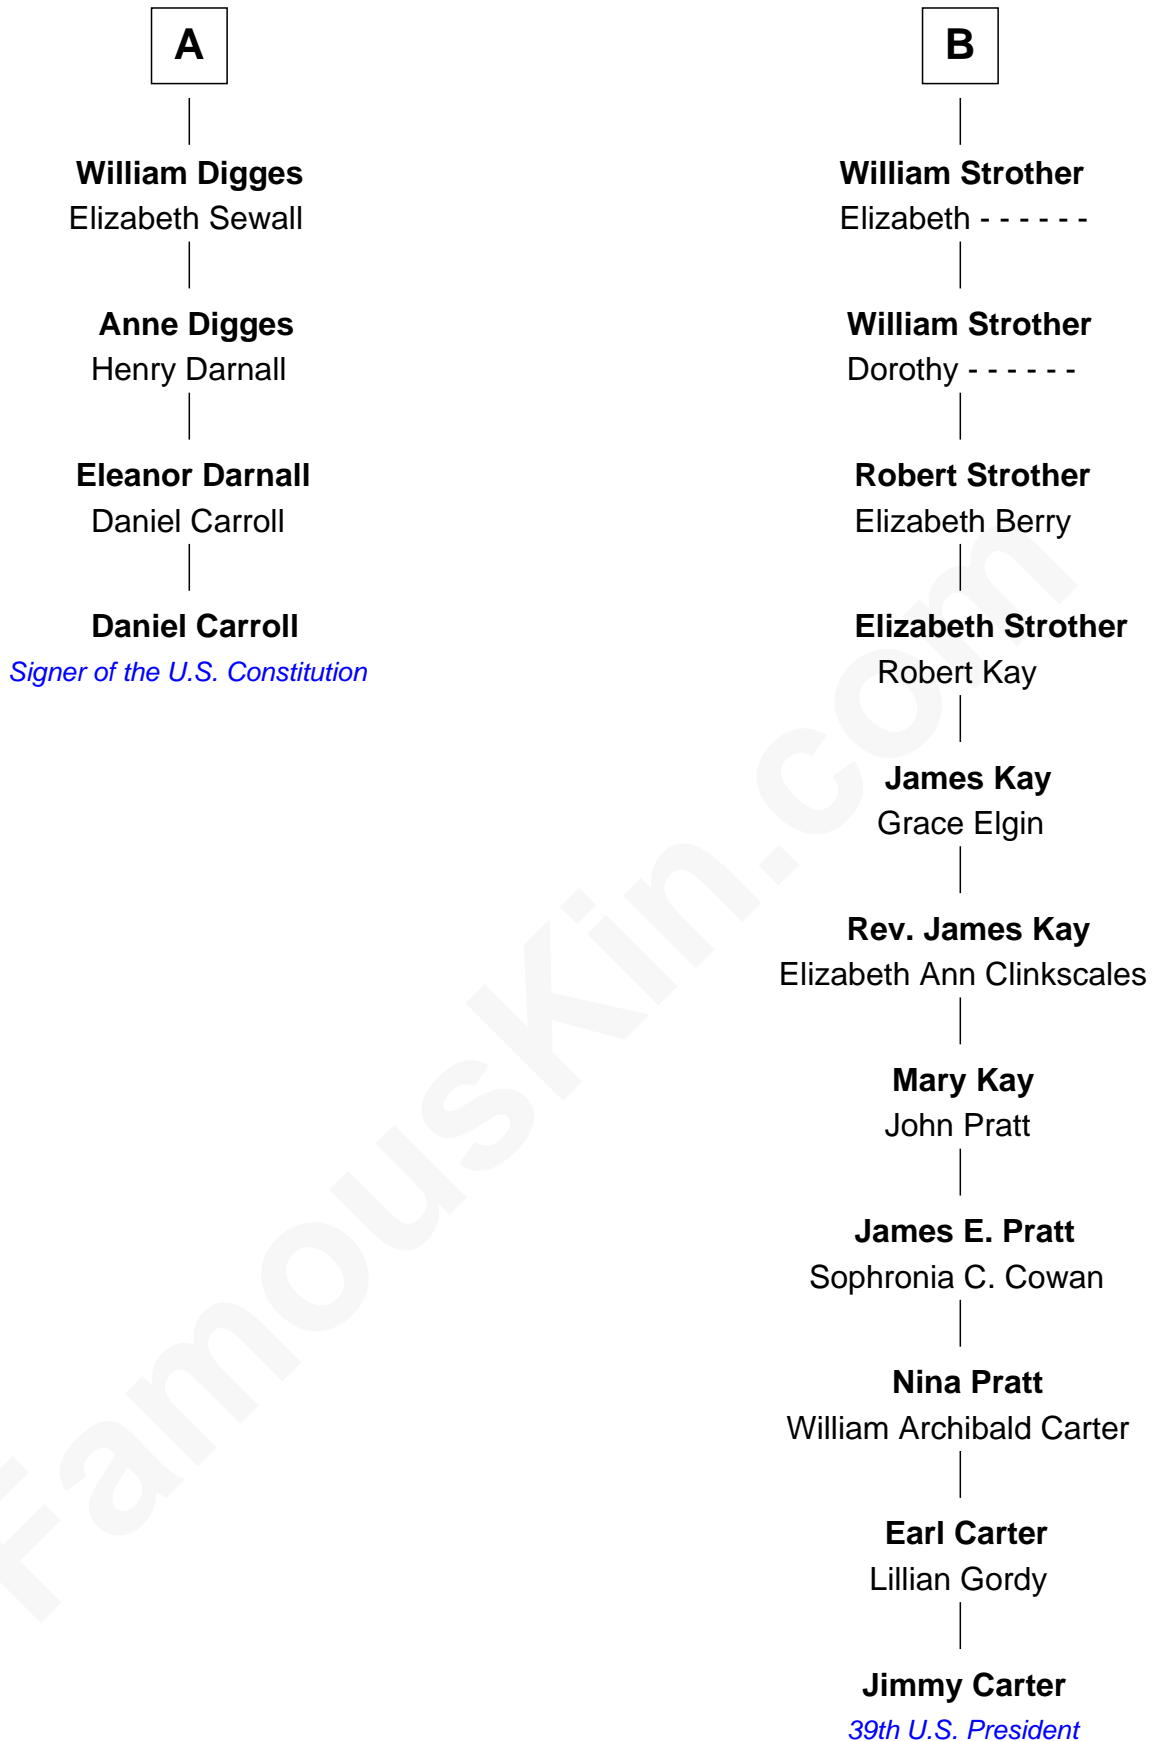 A
William Digges
Elizabeth Sewall
Anne Digges
Henry Darnall
Eleanor Darnall
Daniel Carroll
Daniel Carroll
Signer of the U.S. Constitution
B
William Strother
Elizabeth - - - - - -
William Strother
Dorothy - - - - - -
Robert Strother
Elizabeth Berry
Elizabeth Strother
Robert Kay
James Kay
Grace Elgin
Rev. James Kay
Elizabeth Ann Clinkscales
Mary Kay
John Pratt
James E. Pratt
Sophronia C. Cowan
Nina Pratt
William Archibald Carter
Earl Carter
Lillian Gordy
Jimmy Carter
39th U.S. President
FamousKin.com